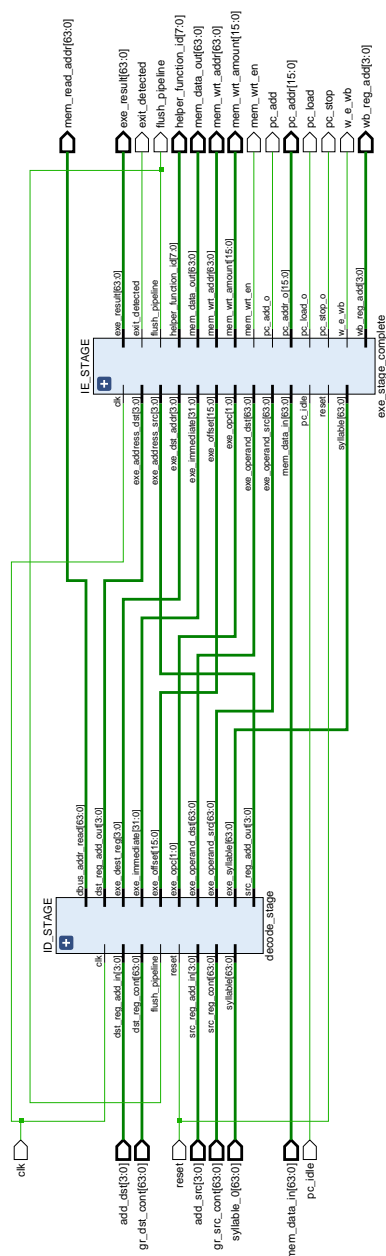 clk
add_dst[3:0]
gr_dst_cont[63:0]
reset
add_src[3:0]
gr_src_cont[63:0]
syllable_0[63:0]
mem_data_in[63:0]
pc_idle
ID_STAGE
clk
dst_reg_add_in[3:0]
dst_reg_cont[63:0]
flush_pipeline
reset
src_reg_add_in[3:0]
src_reg_cont[63:0]
syllable[63:0]
dbus_addr_read[63:0]
dst_reg_add_out[3:0]
exe_dest_reg[3:0]
exe_immediate[31:0]
exe_offset[15:0]
exe_opc[1:0]
exe_operand_dst[63:0]
exe_operand_src[63:0]
exe_syllable[63:0]
src_reg_add_out[3:0]
decode_stage
IE_STAGE
clk
exe_address_dst[3:0]
exe_address_src[3:0]
exe_dst_addr[3:0]
exe_immediate[31:0]
exe_offset[15:0]
exe_opc[1:0]
exe_operand_dst[63:0]
exe_operand_src[63:0]
mem_data_in[63:0]
pc_idle
reset
syllable[63:0]
exe_result[63:0]
exit_detected
flush_pipeline
helper_function_id[7:0]
mem_data_out[63:0]
mem_wrt_addr[63:0]
mem_wrt_amount[15:0]
mem_wrt_en
pc_add_o
pc_addr_o[15:0]
pc_load_o
pc_stop_o
w_e_wb
wb_reg_add[3:0]
exe_stage_complete
mem_read_addr[63:0]
exe_result[63:0]
exit_detected
flush_pipeline
helper_function_id[7:0]
mem_data_out[63:0]
mem_wrt_addr[63:0]
mem_wrt_amount[15:0]
mem_wrt_en
pc_add
pc_addr[15:0]
pc_load
pc_stop
w_e_wb
wb_reg_add[3:0]